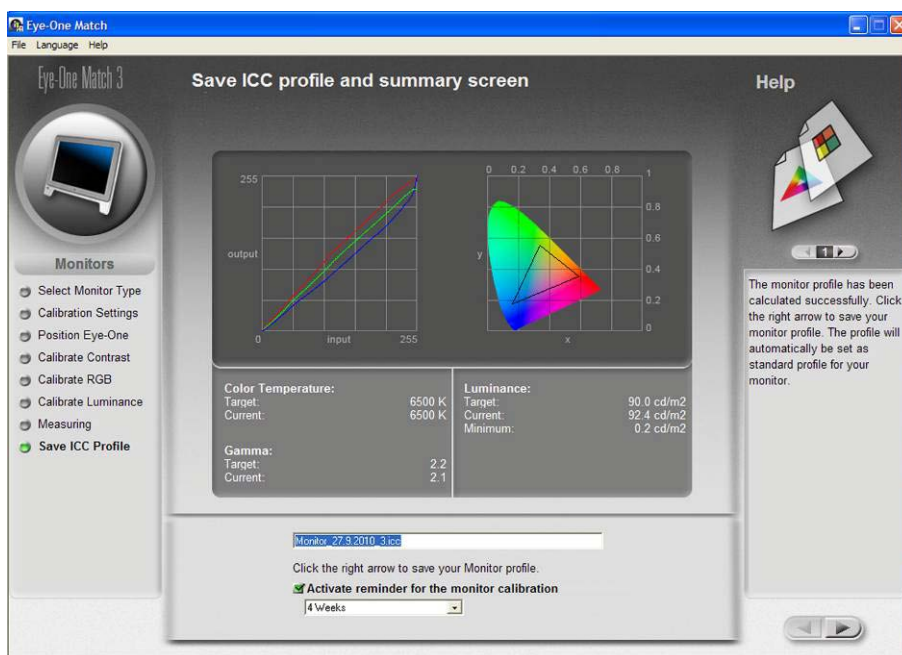 Eye-One Match
File Language Help
Eye-One Match 3
Save ICC profile and summary screen
Help
Monitors
Select Monitor Type
Calibration Settings
Position Eye-One
Calibrate Contrast
Calibrate RGB
Calibrate Luminance
Measuring
Save ICC Profile
255
output
0 input 255
0 0.2 0.4 0.6 0.8
1
0.8
0.6
y
0.4
0.2
0
x
Color Temperature:
Target: 6500 K
Current: 6500 K
Gamma:
Target: 2.2
Current: 2.1
Luminance:
Target: 90.0 cd/m2
Current: 92.4 cd/m2
Minimum: 0.2 cd/m2
Monitor_27.9.2010_3.icc
Click the right arrow to save your Monitor profile.
Activate reminder for the monitor calibration
4 Weeks
1
The monitor profile has been
calculated successfully. Click
the right arrow to save your
monitor profile. The profile will
automatically be set as
standard profile for your
monitor.